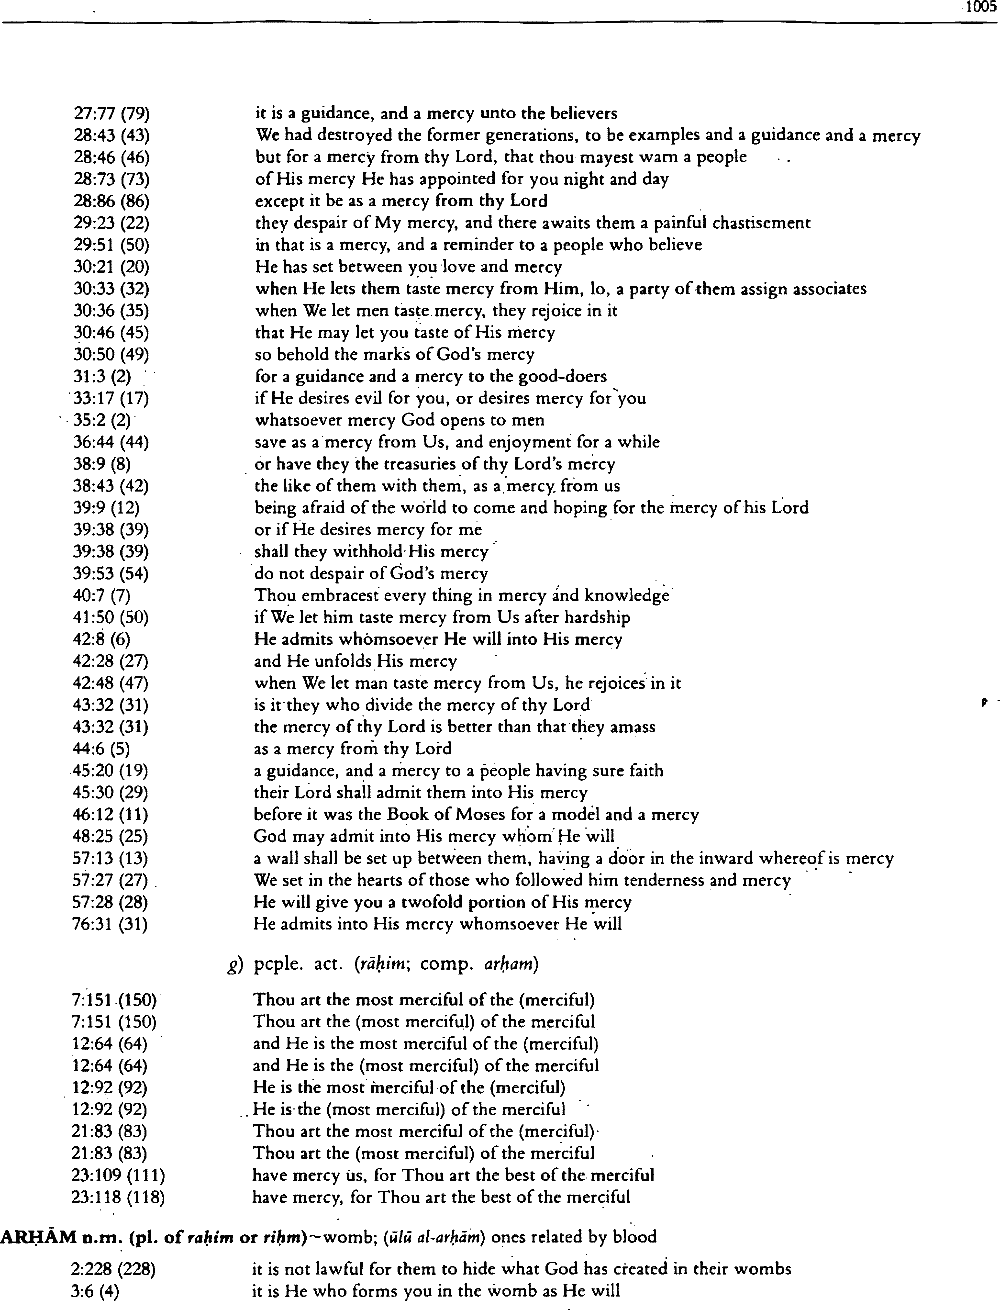 1005
27:77 (79) it is a guidance, and a mercy unto the believers
28:43 (43) We had destroyed the former generations, to be examples and a guidance and a mercy
28:46 (46) but for a mercy from thy Lord, that thou mayest warn a people
28:73 (73) of His mercy He has appointed for you night and day
28:86 (86) except it be as a mercy from thy Lord
29:23 (22) they despair of My mercy, and there awaits them a painful chastisement
29:51 (50) in that is a mercy, and a reminder to a people who believe
30:21 (20) He has set between you love and mercy
30:33 (32) when He lets them taste mercy from Him, lo, a party of them assign associates
30:36 (35) when We let men taste mercy, they rejoice in it
30:46 (45) that He may let you taste of His mercy
30:50 (49) so behold the marks of God's mercy
31:3 (2) for a guidance and a mercy to the good-doers
33:17 (17) if He desires evil for you, or desires mercy for you
35:2 (2) whatsoever mercy God opens to men
36:44 (44) save as a mercy from Us, and enjoyment for a while
38:9 (8) or have they the treasuries of thy Lord's mercy
38:43 (42) the like of them with them, as a mercy from us
39:9 (12) being afraid of the world to come and hoping for the mercy of his Lord
39:38 (39) or if He desires mercy for me
39:38 (39) shall they withhold His mercy
39:53 (54) do not despair of God's mercy
40:7 (7) Thou embracest every thing in mercy and knowledge
41:50 (50) if We let him taste mercy from Us after hardship
42:8 (6) He admits whomsoever He will into His mercy
42:28 (27) and He unfolds His mercy
42:48 (47) when We let man taste mercy from Us, he rejoices in it
43:32 (31) is it they who divide the mercy of thy Lord
43:32 (31) the mercy of thy Lord is better than that they amass
44:6 (5) as a mercy from thy Lord
45:20 (19) a guidance, and a mercy to a people having sure faith
45:30 (29) their Lord shall admit them into His mercy
46:12 (11) before it was the Book of Moses for a model and a mercy
48:25 (25) God may admit into His mercy whom He will
57:13 (13) a wall shall be set up between them, having a door in the inward whereof is mercy
57:27 (27) We set in the hearts of those who followed him tenderness and mercy
57:28 (28) He will give you a twofold portion of His mercy
76:31 (31) He admits into His mercy whomsoever He will
g) pcple. act. (rāḥim; comp. arḥam)
7:151 (150) Thou art the most merciful of the (merciful)
7:151 (150) Thou art the (most merciful) of the merciful
12:64 (64) and He is the most merciful of the (merciful)
12:64 (64) and He is the (most merciful) of the merciful
12:92 (92) He is the most merciful of the (merciful)
12:92 (92) He is the (most merciful) of the merciful
21:83 (83) Thou art the most merciful of the (merciful)
21:83 (83) Thou art the (most merciful) of the merciful
23:109 (111) have mercy us, for Thou art the best of the merciful
23:118 (118) have mercy, for Thou art the best of the merciful
ARḤĀM n.m. (pl. of raḥim or riḥm)~womb; (ūlū al-arḥām) ones related by blood
2:228 (228) it is not lawful for them to hide what God has created in their wombs
3:6 (4) it is He who forms you in the womb as He will